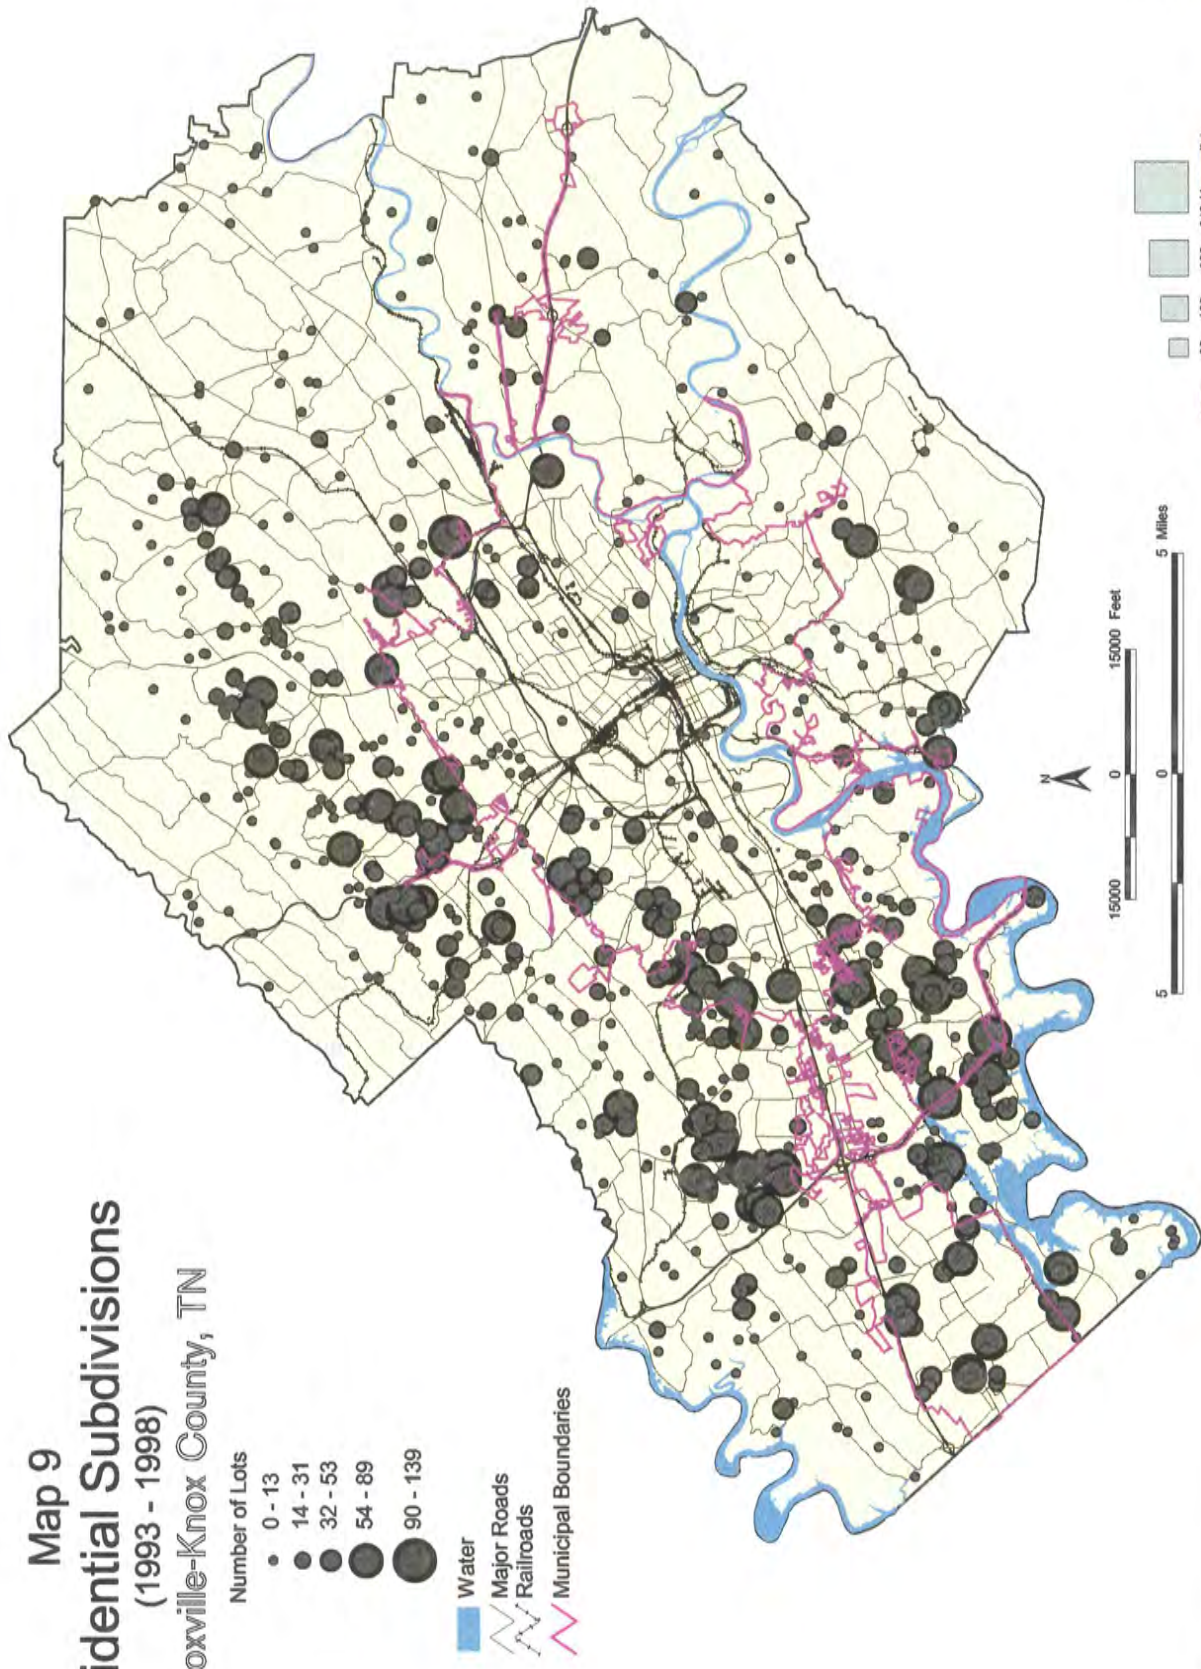 Map 9
idential Subdivisions
(1993 - 1998)
oxville-Knox County, TN
Number of Lots
0 - 13
14 - 31
32 - 53
54 - 89
90 - 139
Water
Major Roads
Railroads
Municipal Boundaries
N
15000 0 15000 Feet
5 0 5 Miles